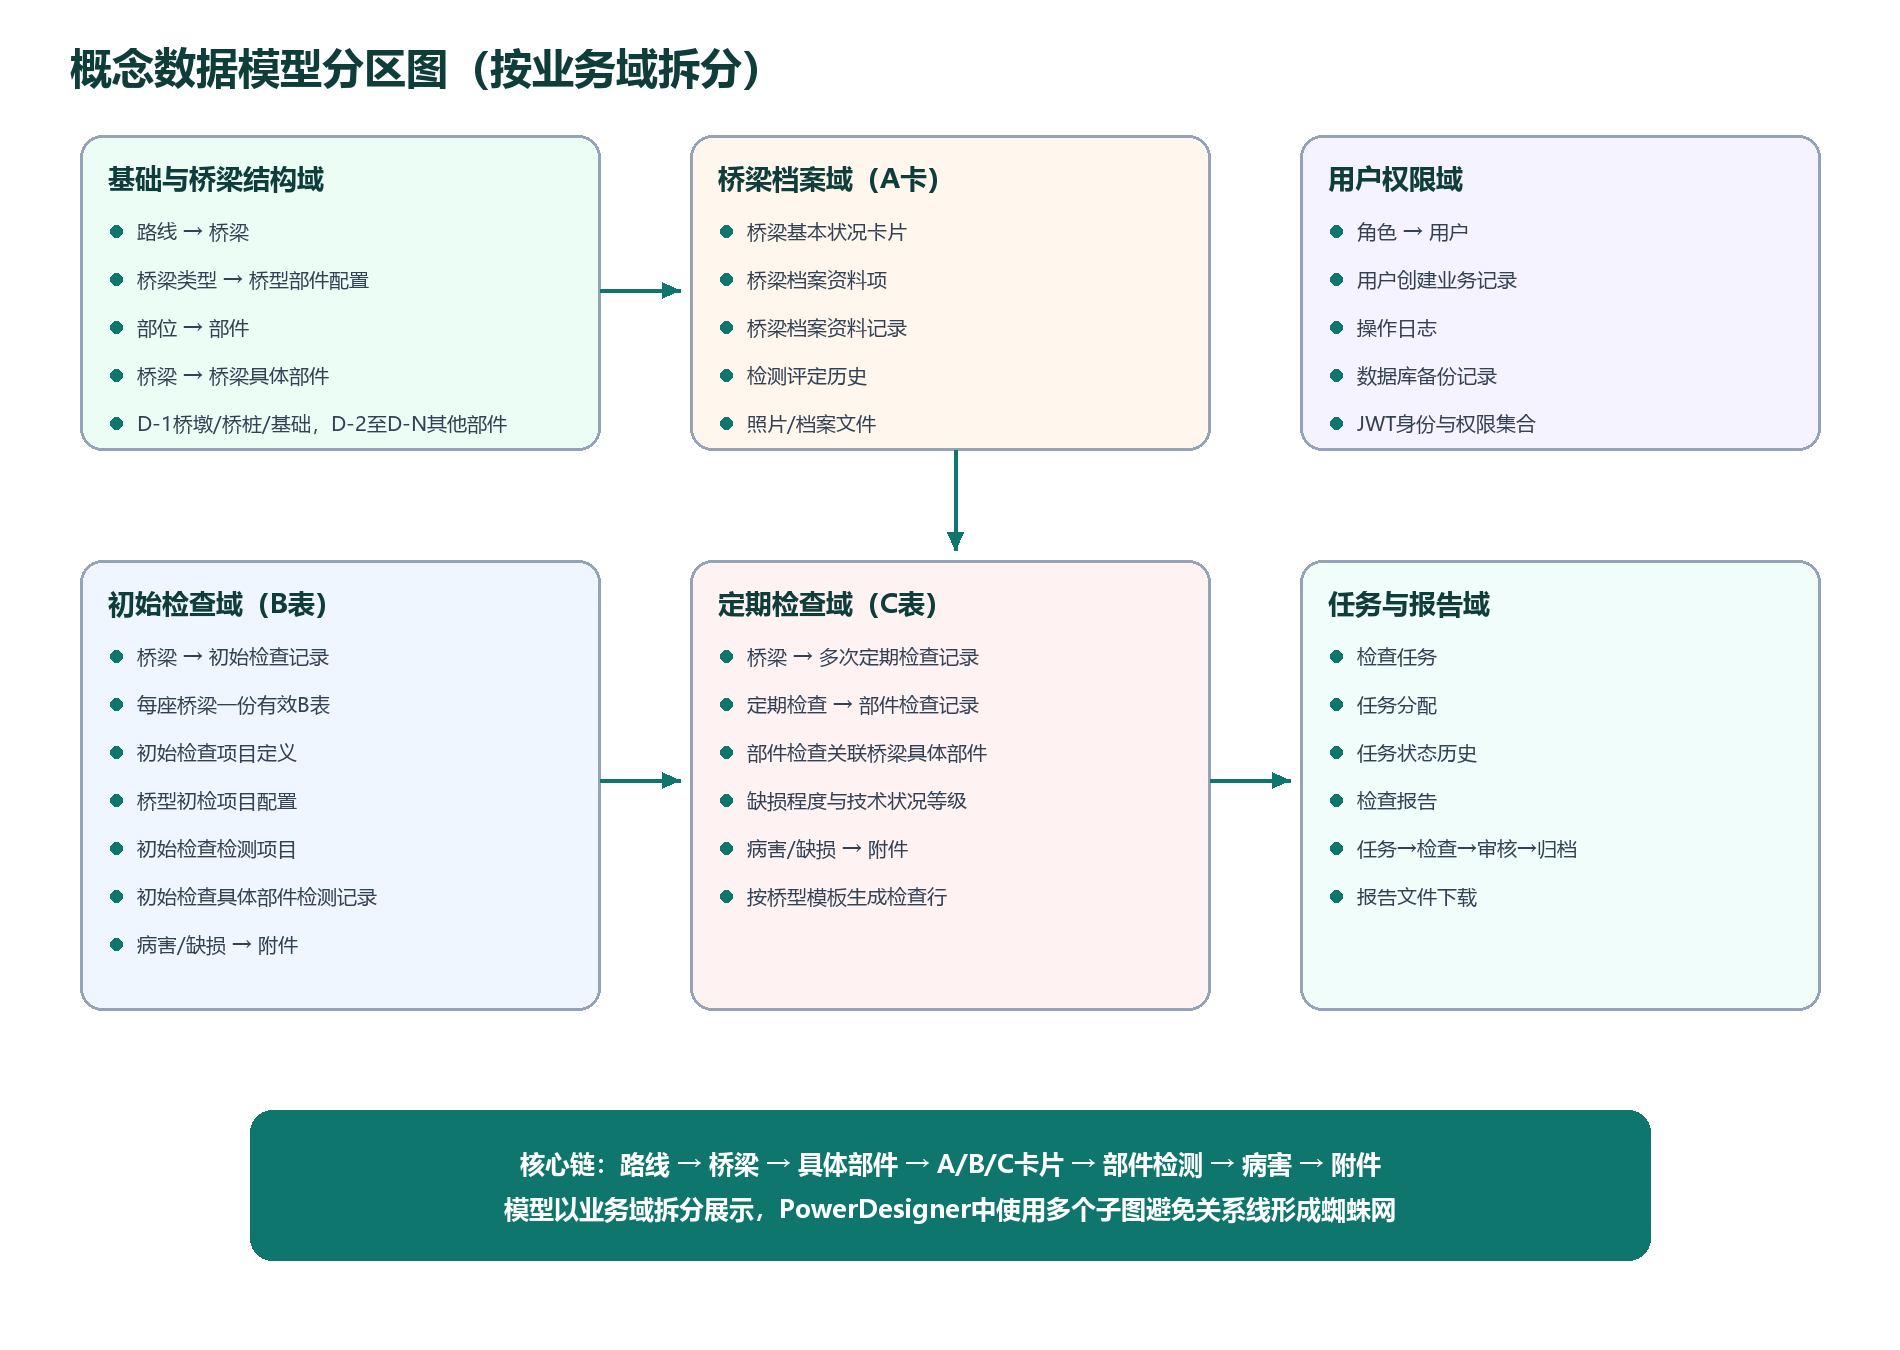 概念数据模型分区图（按业务域拆分）
基础与桥梁结构域
路线 → 桥梁
桥梁类型 → 桥型部件配置
部位 → 部件
桥梁 → 桥梁具体部件
D-1桥墩/桥桩/基础，D-2至D-N其他部件
桥梁档案域（A卡）
桥梁基本状况卡片
桥梁档案资料项
桥梁档案资料记录
检测评定历史
照片/档案文件
用户权限域
角色 → 用户
用户创建业务记录
操作日志
数据库备份记录
JWT身份与权限集合
初始检查域（B表）
桥梁 → 初始检查记录
每座桥梁一份有效B表
初始检查项目定义
桥型初检项目配置
初始检查检测项目
初始检查具体部件检测记录
病害/缺损 → 附件
定期检查域（C表）
桥梁 → 多次定期检查记录
定期检查 → 部件检查记录
部件检查关联桥梁具体部件
缺损程度与技术状况等级
病害/缺损 → 附件
按桥型模板生成检查行
任务与报告域
检查任务
任务分配
任务状态历史
检查报告
任务→检查→审核→归档
报告文件下载
核心链：路线 → 桥梁 → 具体部件 → A/B/C卡片 → 部件检测 → 病害 → 附件
模型以业务域拆分展示，PowerDesigner中使用多个子图避免关系线形成蜘蛛网